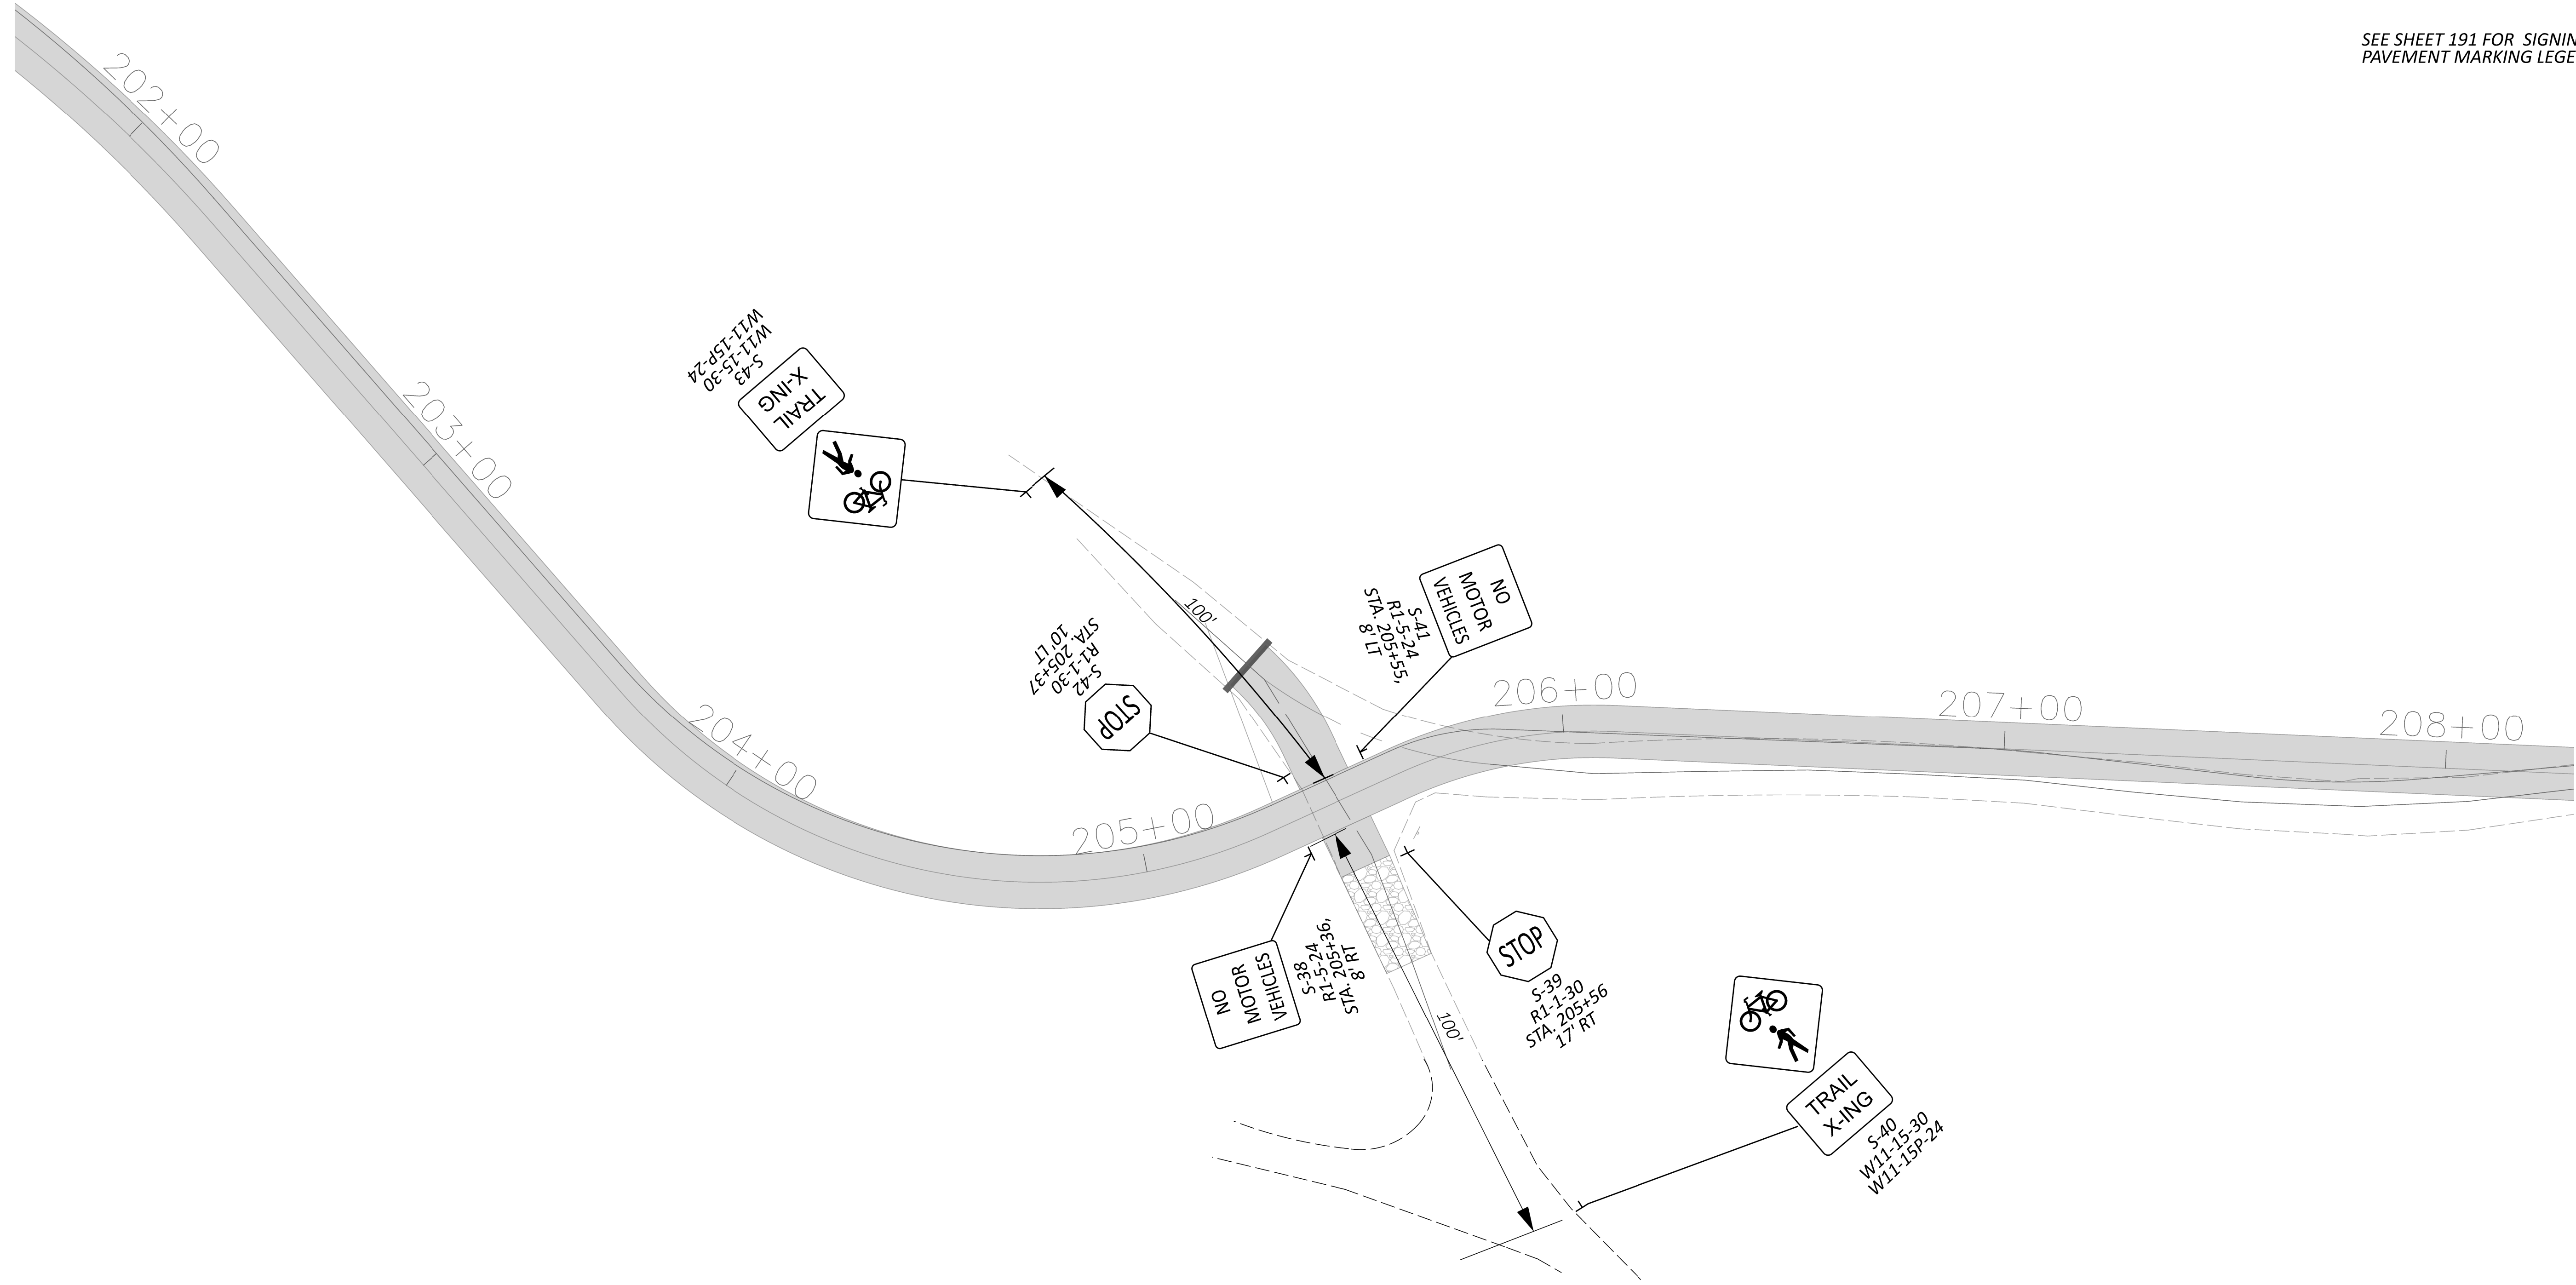 SEE SHEET 191 FOR SIGNIN
PAVEMENT MARKING LEGE
202+00
203+00
204+00
205+00
206+00
207+00
208+00
S-43
W11-15-30
W11-15P-24
TRAIL
X-ING
100'
S-42
R1-1-30
STA. 205+37
10' LT
STOP
S-41
R1-5-24
STA. 205+55,
8' LT
NO
MOTOR
VEHICLES
NO
MOTOR
VEHICLES
S-38
R1-5-24
STA. 205+36,
8' RT
STOP
S-39
R1-1-30
STA. 205+56
17' RT
100'
TRAIL
X-ING
S-40
W11-15-30
W11-15P-24